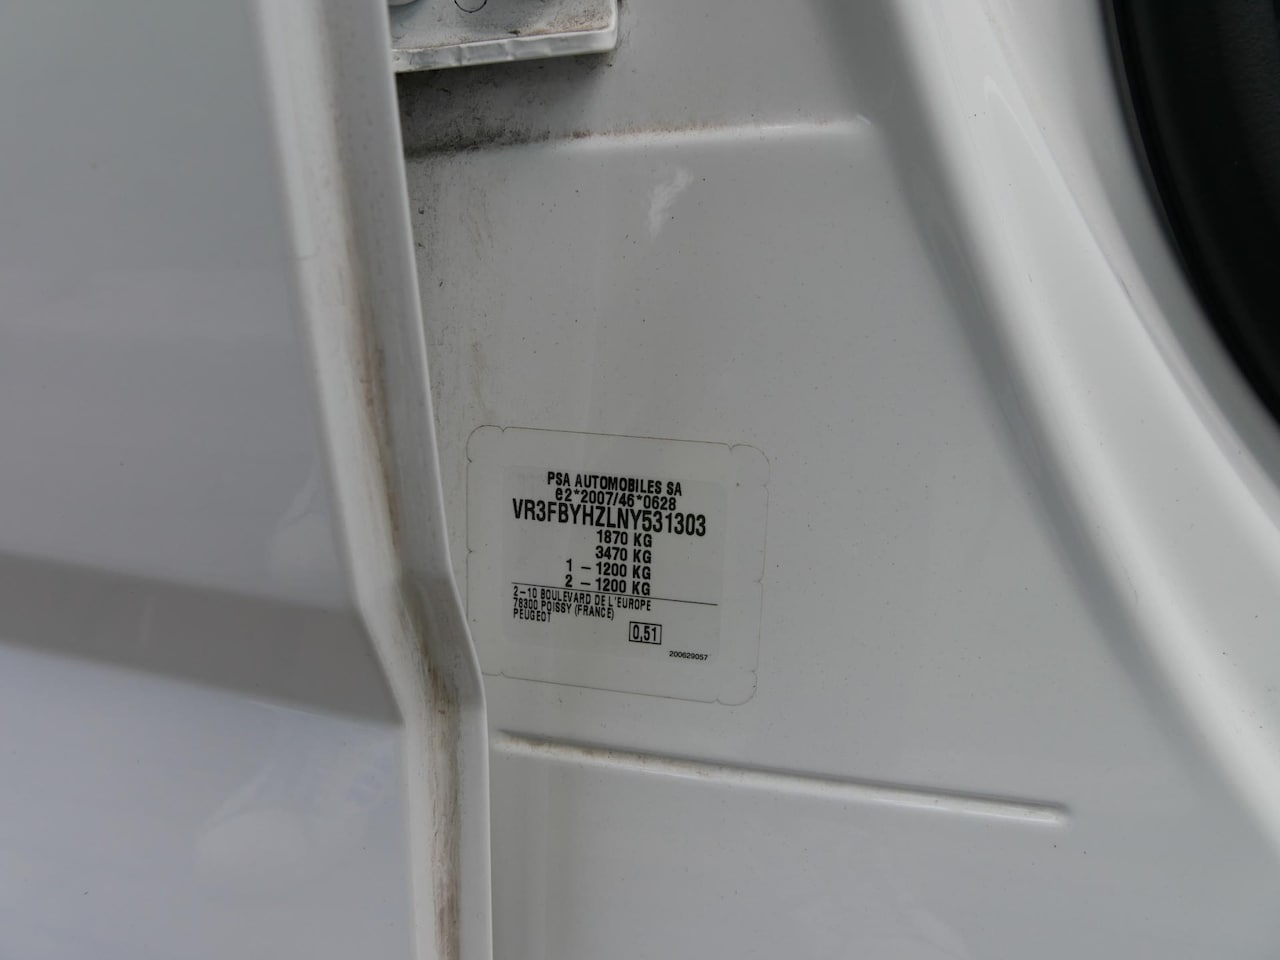 PSA AUTOMOBILES SA
e2*2007/46*0628
VR3FBYHZLNY531303
1870 KG
3470 KG
1 – 1200 KG
2 – 1200 KG
2–10 BOULEVARD DE L'EUROPE
78300 POISSY (FRANCE)
PEUGEOT
0,51
200629057